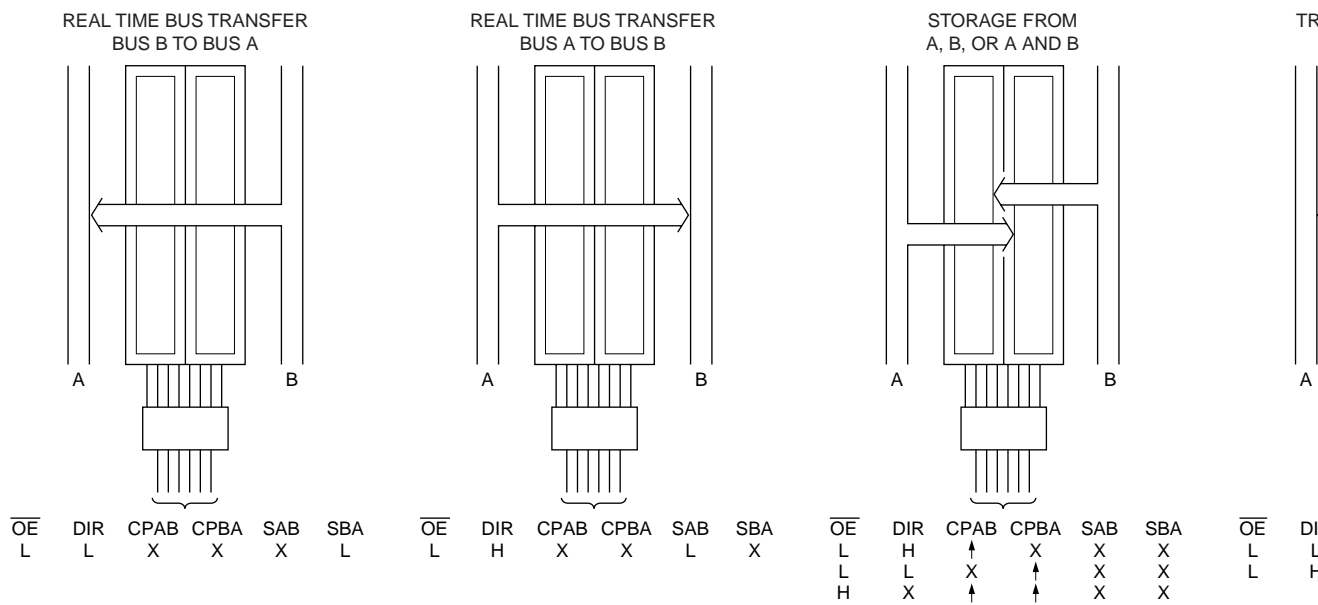 REAL TIME BUS TRANSFER
BUS B TO BUS A
REAL TIME BUS TRANSFER
BUS A TO BUS B
STORAGE FROM
A, B, OR A AND B
TR
A B
A B
A B
A
OE DIR CPAB CPBA SAB SBA
L L X X X L
OE DIR CPAB CPBA SAB SBA
L H X X L X
OE DIR CPAB CPBA SAB SBA
L H ↑ X X X
L L X ↑ X X
H X ↑ ↑ X X
OE
L
L